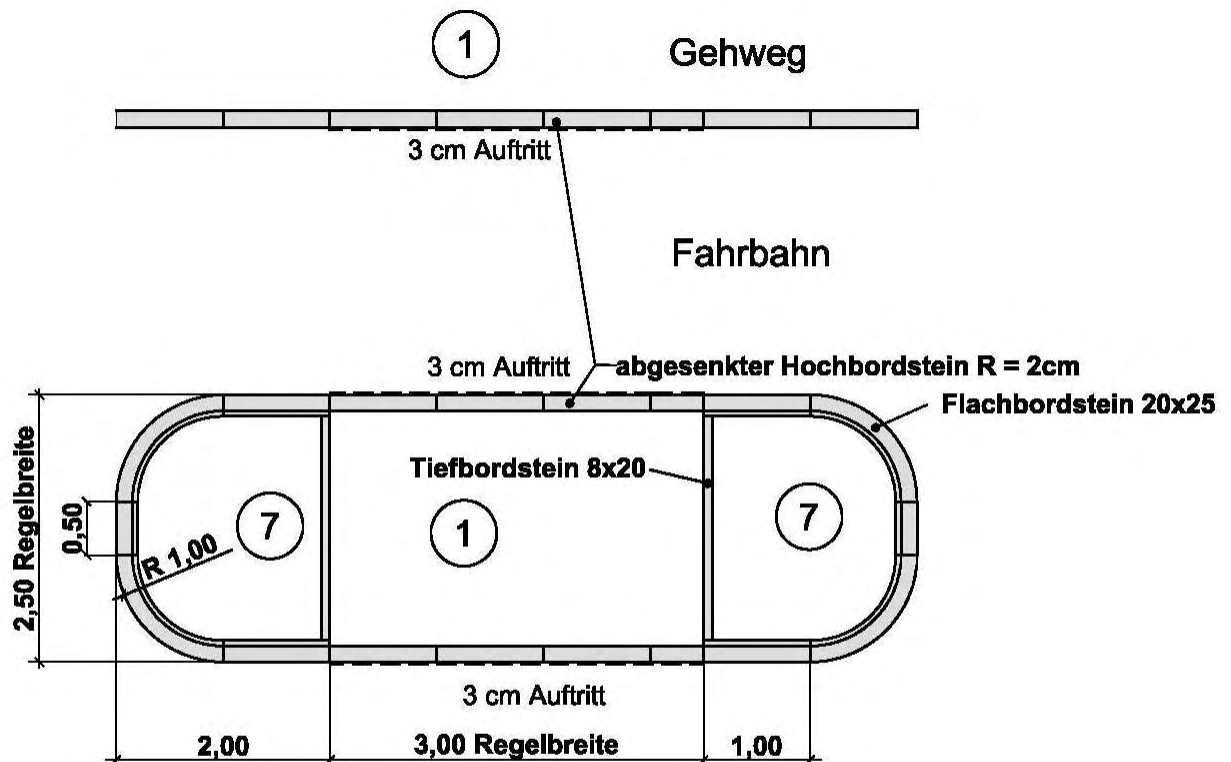 1
Gehweg
3 cm Auftritt
Fahrbahn
3 cm Auftritt
abgesenkter Hochbordstein R = 2cm
Flachbordstein 20x25
Tiefbordstein 8x20
2,50 Regelbreite
0,50
R 1,00
7
1
7
3 cm Auftritt
2,00
3,00 Regelbreite
1,00